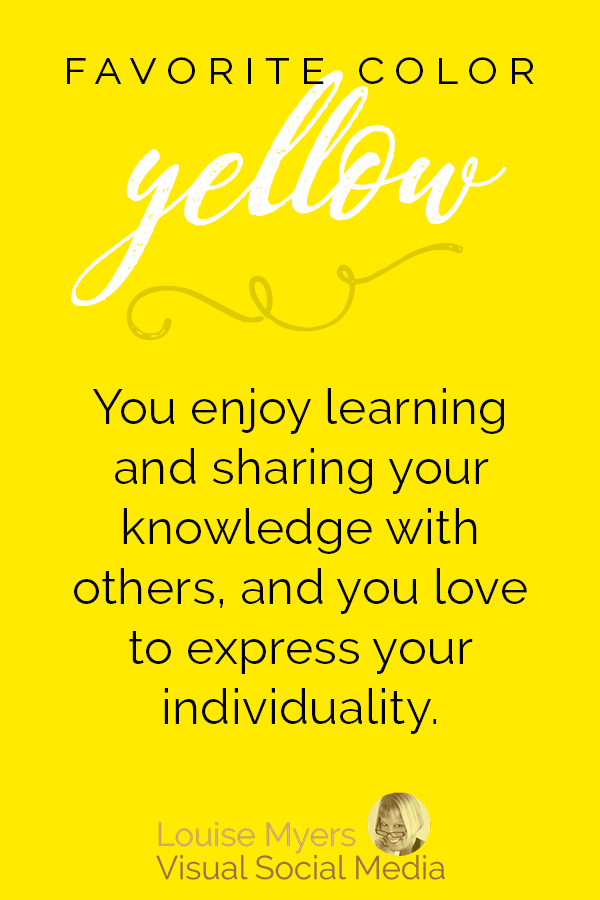 FAVORITE COLOR
yellow
You enjoy learning
and sharing your
knowledge with
others, and you love
to express your
individuality.
Louise Myers
Visual Social Media